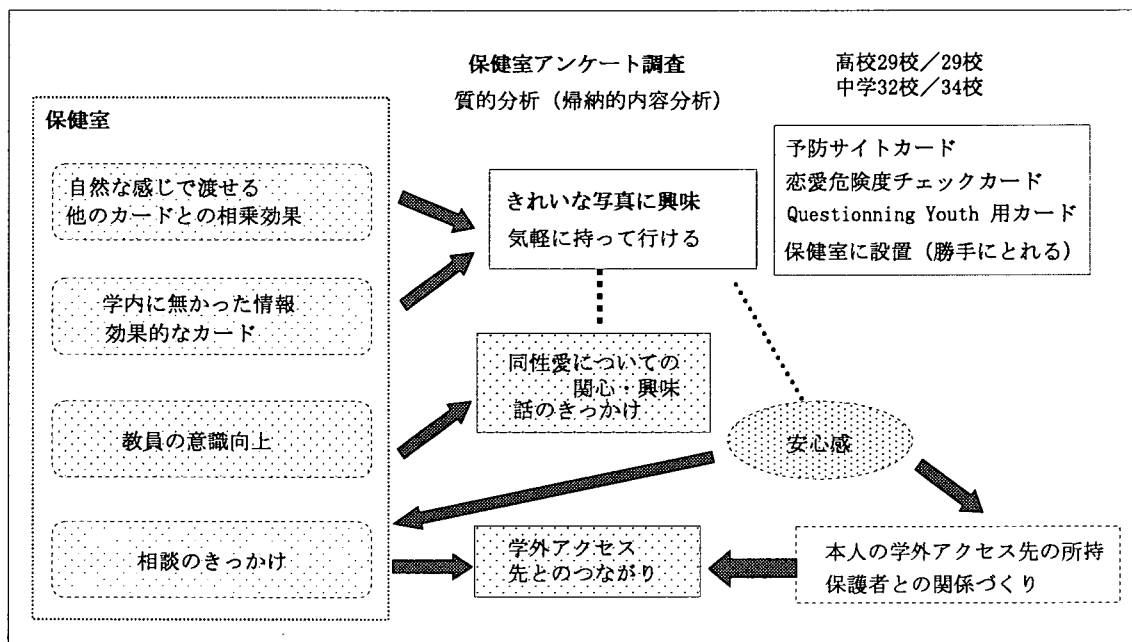 保健室アンケート調査
質的分析（帰納的内容分析）
高校29校／29校
中学32校／34校
保健室
自然な感じで渡せる
他のカードとの相乗効果
学内に無かった情報
効果的なカード
教員の意識向上
相談のきっかけ
きれいな写真に興味
気軽に持って行ける
同性愛についての
関心・興味
話のきっかけ
学外アクセス
先とのつながり
予防サイトカード
恋愛危険度チェックカード
Questionning Youth 用カード
保健室に設置（勝手にとれる）
安心感
本人の学外アクセス先の所持
保護者との関係づくり